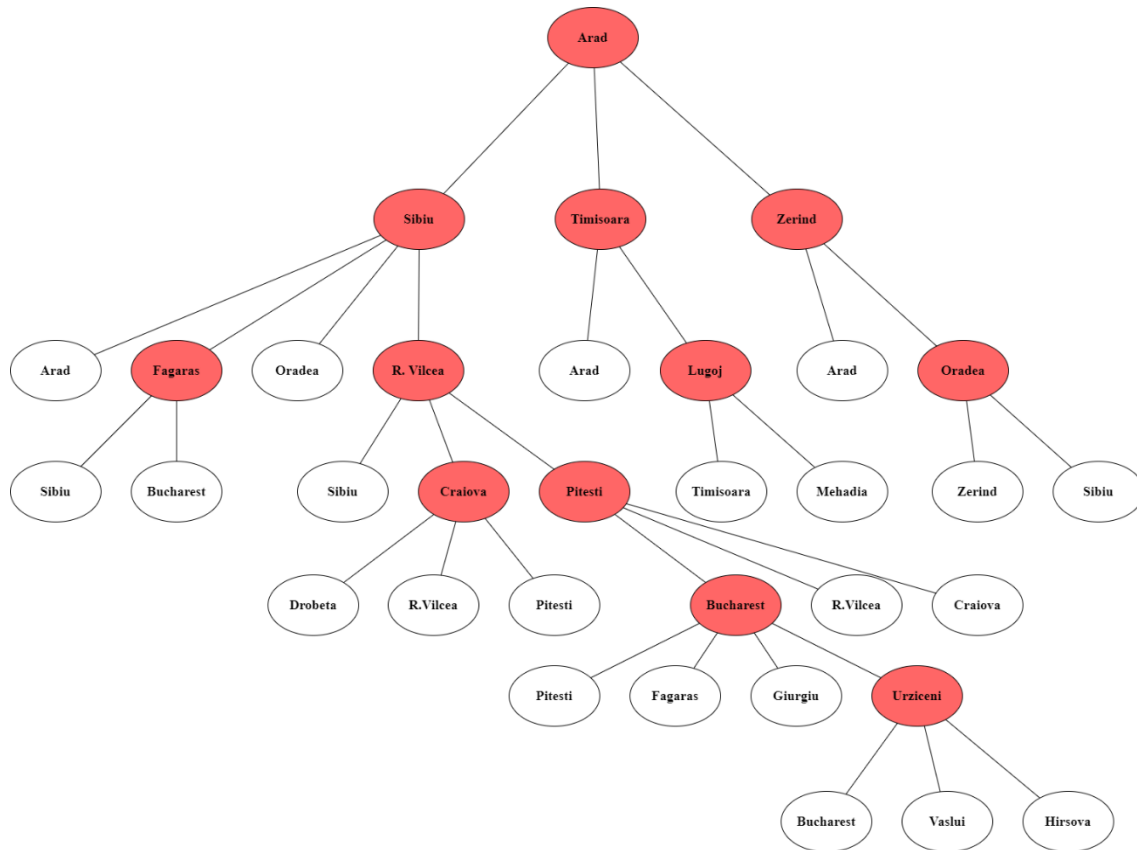 Arad
Sibiu
Timisoara
Zerind
Arad
Fagaras
Oradea
R. Vilcea
Arad
Lugoj
Arad
Oradea
Sibiu
Bucharest
Sibiu
Craiova
Pitesti
Timisoara
Mehadia
Zerind
Sibiu
Drobeta
R.Vilcea
Pitesti
Bucharest
R.Vilcea
Craiova
Pitesti
Fagaras
Giurgiu
Urziceni
Bucharest
Vaslui
Hirsova